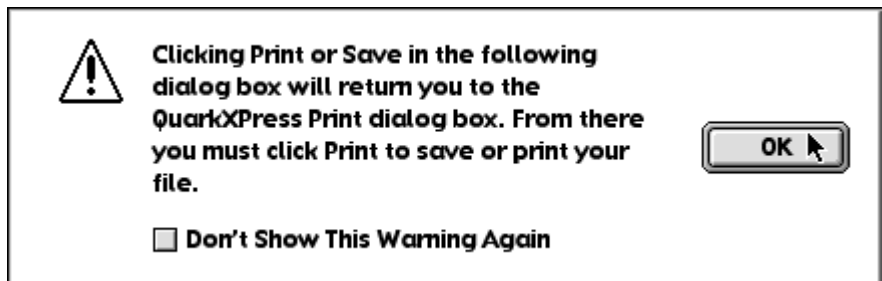 Clicking Print or Save in the following
dialog box will return you to the
QuarkXPress Print dialog box. From there
you must click Print to save or print your
file.
OK
Don't Show This Warning Again